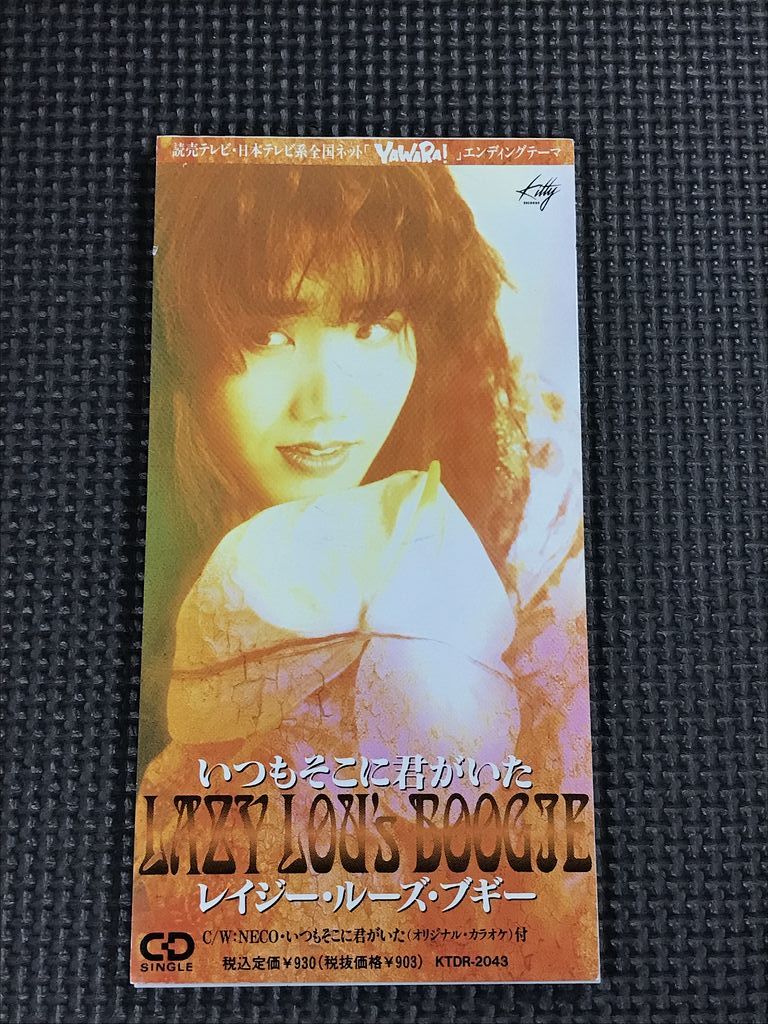 読売テレビ・日本テレビ系全国ネット「YAWARA!」エンディングテーマ
Kitty
RECORDS
いつもそこに君がいた
LAZY LOU's BOOGIE
レイジー・ルーズ・ブギー
C/W:NECO・いつもそこに君がいた(オリジナル・カラオケ)付
CD
SINGLE
税込定価¥930(税抜価格¥903) KTDR-2043